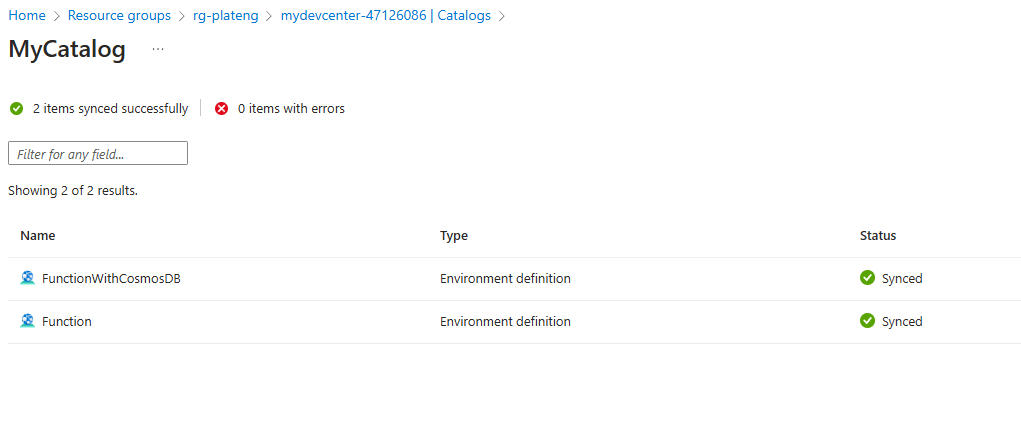 Home > Resource groups > rg-plateng > mydevcenter-47126086 | Catalogs >
MyCatalog ...
2 items synced successfully | 0 items with errors
Filter for any field...
Showing 2 of 2 results.
Name Type Status
FunctionWithCosmosDB Environment definition Synced
Function Environment definition Synced